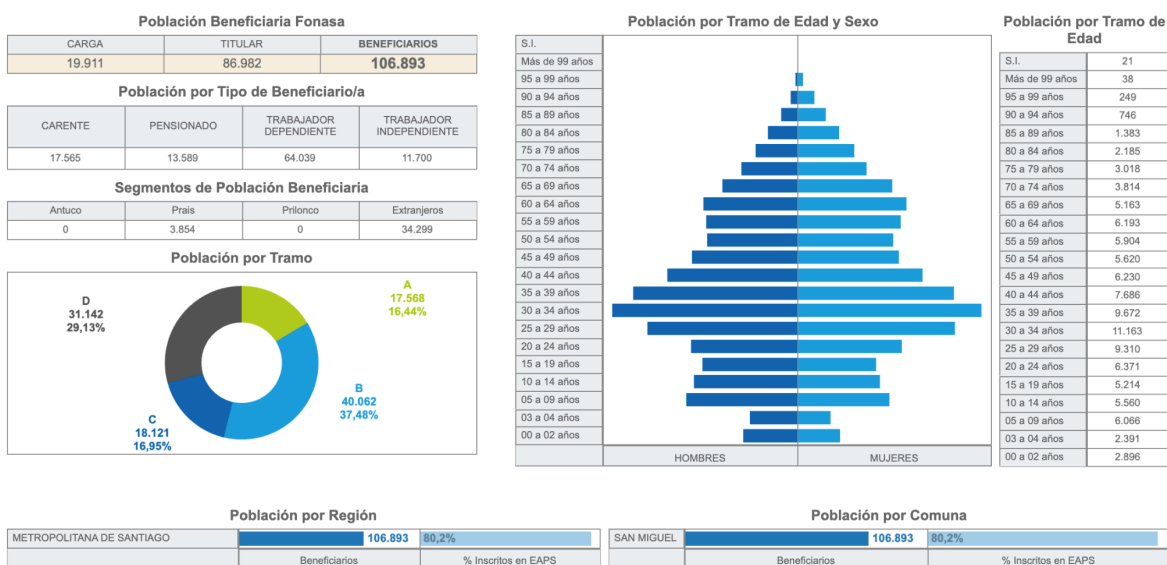 Población Beneficiaria Fonasa
CARGA TITULAR BENEFICIARIOS
19.911 86.982 106.893
Población por Tipo de Beneficiario/a
CARENTE PENSIONADO TRABAJADOR DEPENDIENTE TRABAJADOR INDEPENDIENTE
17.565 13.589 64.039 11.700
Segmentos de Población Beneficiaria
Antuco Prais Prilonco Extranjeros
0 3.854 0 34.299
Población por Tramo
A
17.568
16,44%
D
31.142
29,13%
B
40.062
37,48%
C
18.121
16,95%
Población por Tramo de Edad y Sexo
S.I.
Más de 99 años
95 a 99 años
90 a 94 años
85 a 89 años
80 a 84 años
75 a 79 años
70 a 74 años
65 a 69 años
60 a 64 años
55 a 59 años
50 a 54 años
45 a 49 años
40 a 44 años
35 a 39 años
30 a 34 años
25 a 29 años
20 a 24 años
15 a 19 años
10 a 14 años
05 a 09 años
03 a 04 años
00 a 02 años
HOMBRES MUJERES
Población por Tramo de
Edad
S.I. 21
Más de 99 años 38
95 a 99 años 249
90 a 94 años 746
85 a 89 años 1.383
80 a 84 años 2.185
75 a 79 años 3.018
70 a 74 años 3.814
65 a 69 años 5.163
60 a 64 años 6.193
55 a 59 años 5.904
50 a 54 años 5.620
45 a 49 años 6.230
40 a 44 años 7.686
35 a 39 años 9.672
30 a 34 años 11.163
25 a 29 años 9.310
20 a 24 años 6.371
15 a 19 años 5.214
10 a 14 años 5.560
05 a 09 años 6.066
03 a 04 años 2.391
00 a 02 años 2.896
Población por Región
METROPOLITANA DE SANTIAGO 106.893 80,2%
Beneficiarios % Inscritos en EAPS
Población por Comuna
SAN MIGUEL 106.893 80,2%
Beneficiarios % Inscritos en EAPS